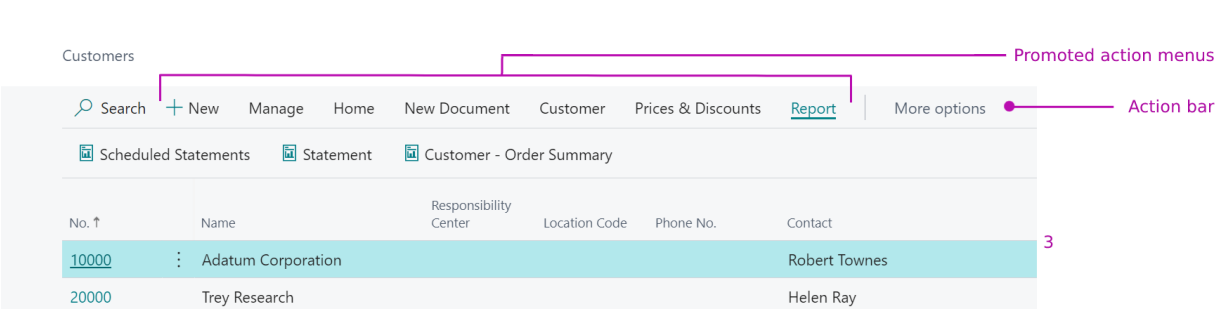 Promoted action menus
Customers
Search New Manage Home New Document Customer Prices & Discounts Report More options Action bar
Scheduled Statements Statement Customer - Order Summary
Responsibility
No. ↑ Name Center Location Code Phone No. Contact
3
10000 ⋮ Adatum Corporation Robert Townes
20000 Trey Research Helen Ray